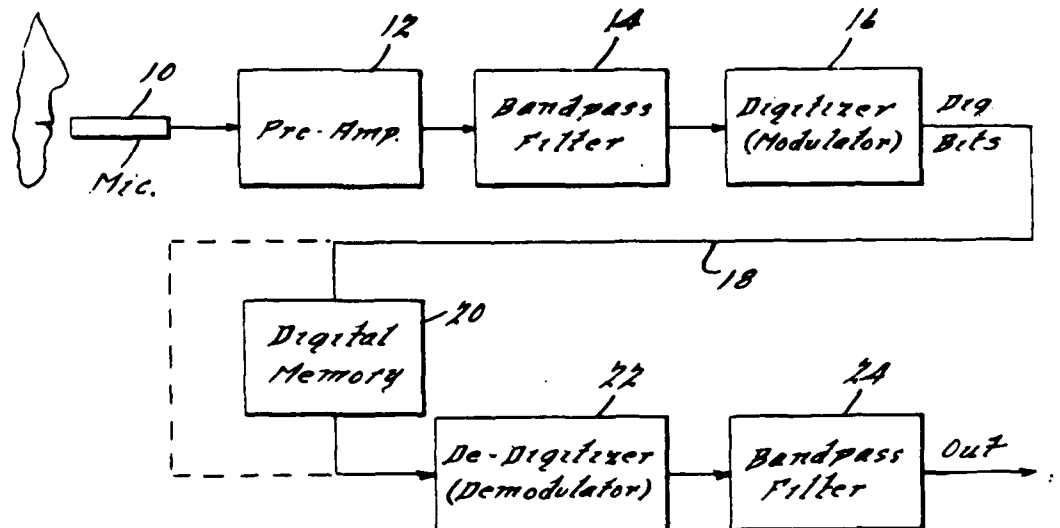 12
14
16
10
Pre-Amp.
Bandpass
Filter
Digitizer
(Modulator)
Dig
Bits
Mic.
18
20
Digital
Memory
22
24
De-Digitizer
(Demodulator)
Bandpass
Filter
Out